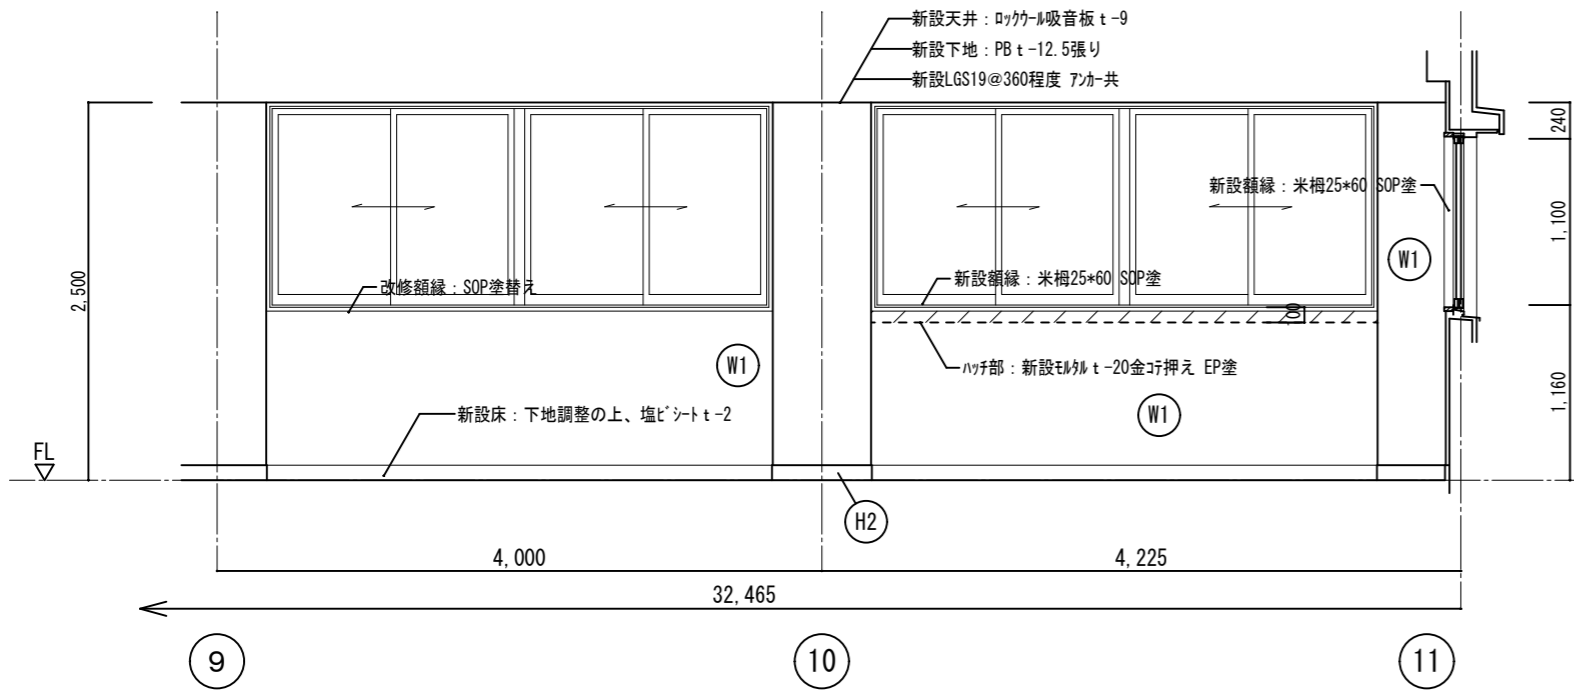 新設天井：ロックウール吸音板ｔ-9
新設下地：PBｔ-12.5張り
新設LGS19@360程度 アンカー共
240
新設額縁：米栂25*60 SOP塗
1,100
W1
2,500
改修額縁：SOP塗替え
新設額縁：米栂25*60 SOP塗
100
W1
ハッチ部：新設モルタルｔ-20金コテ押え EP塗
1,160
新設床：下地調整の上、塩ビシートｔ-2
W1
FL
H2
4,000
4,225
32,465
9
10
11